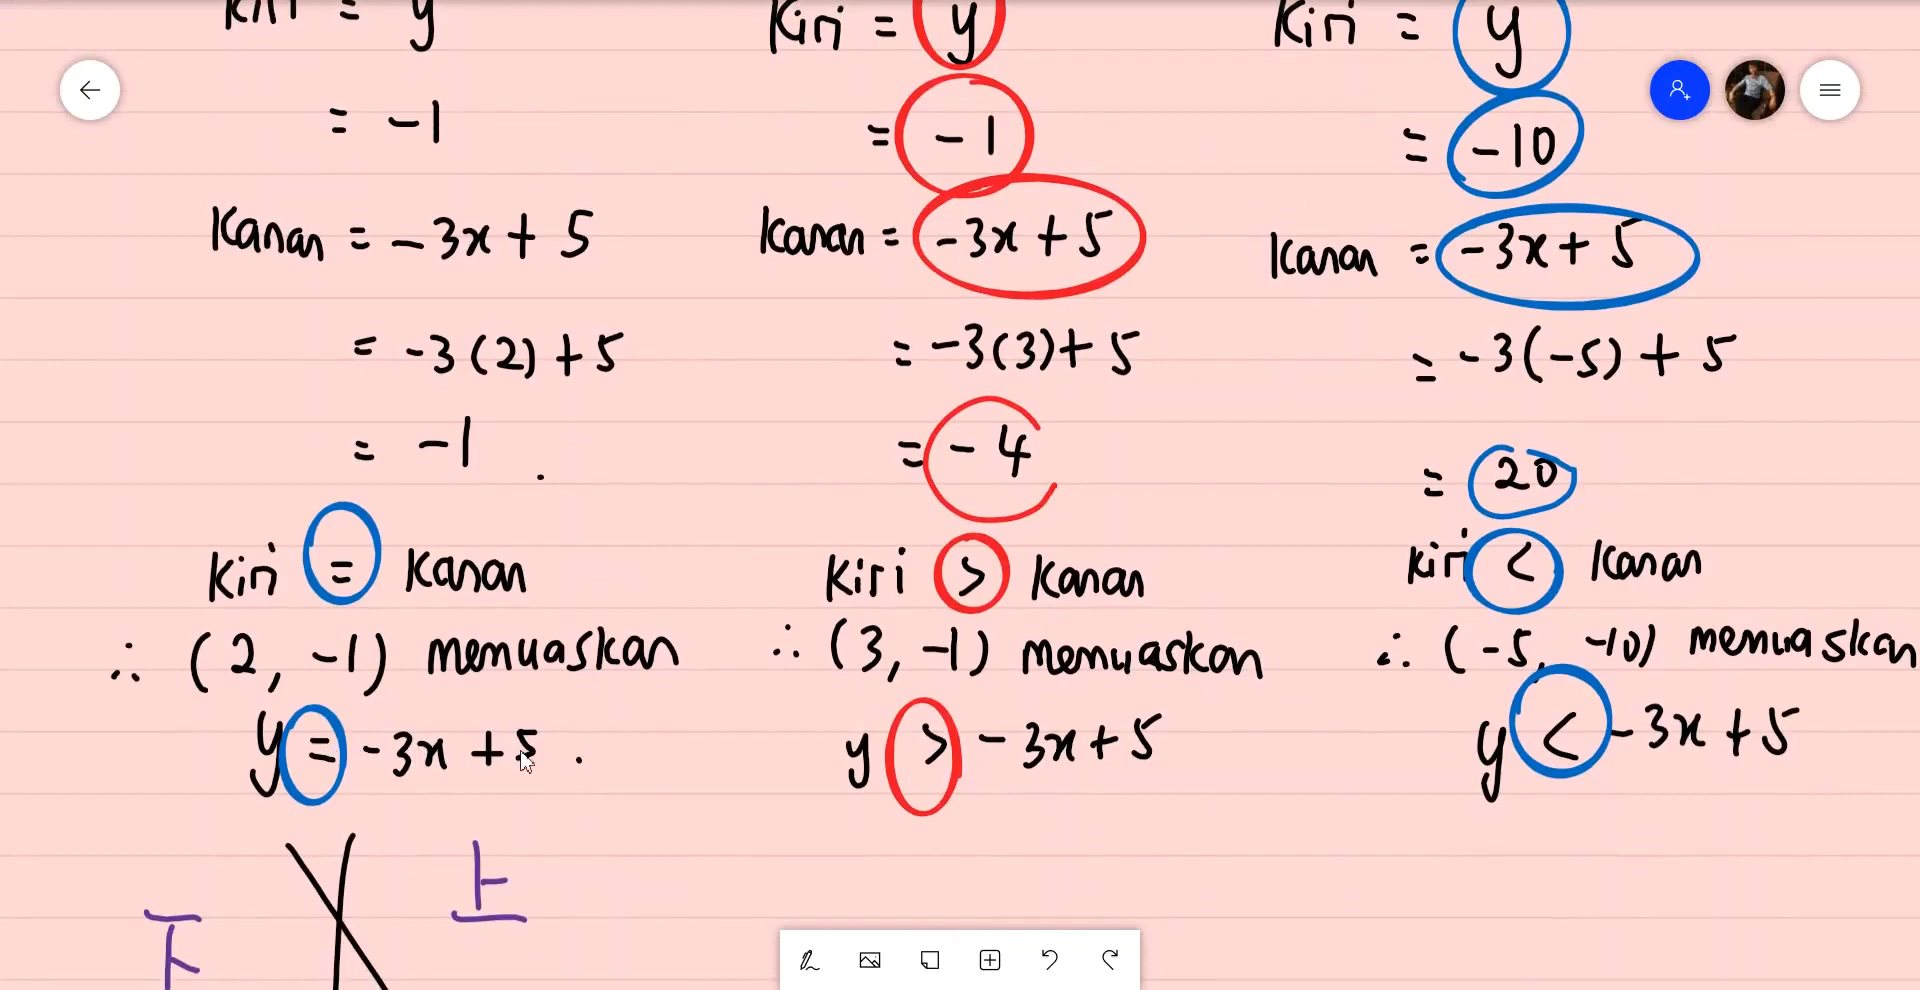 Kiri = y
= -1
Kanan = -3x + 5
= -3(2) + 5
= -1 .
Kiri = Kanan
∴ (2, -1) memuaskan
y = -3x + 5 .
Kiri = y
= -1
Kanan = -3x + 5
= -3(3) + 5
= -4
Kiri > Kanan
∴ (3, -1) memuaskan
y > -3x + 5
Kiri = y
= -10
Kanan = -3x + 5
= -3(-5) + 5
= 20
Kiri < Kanan
∴ (-5, -10) memuaskan
y < -3x + 5